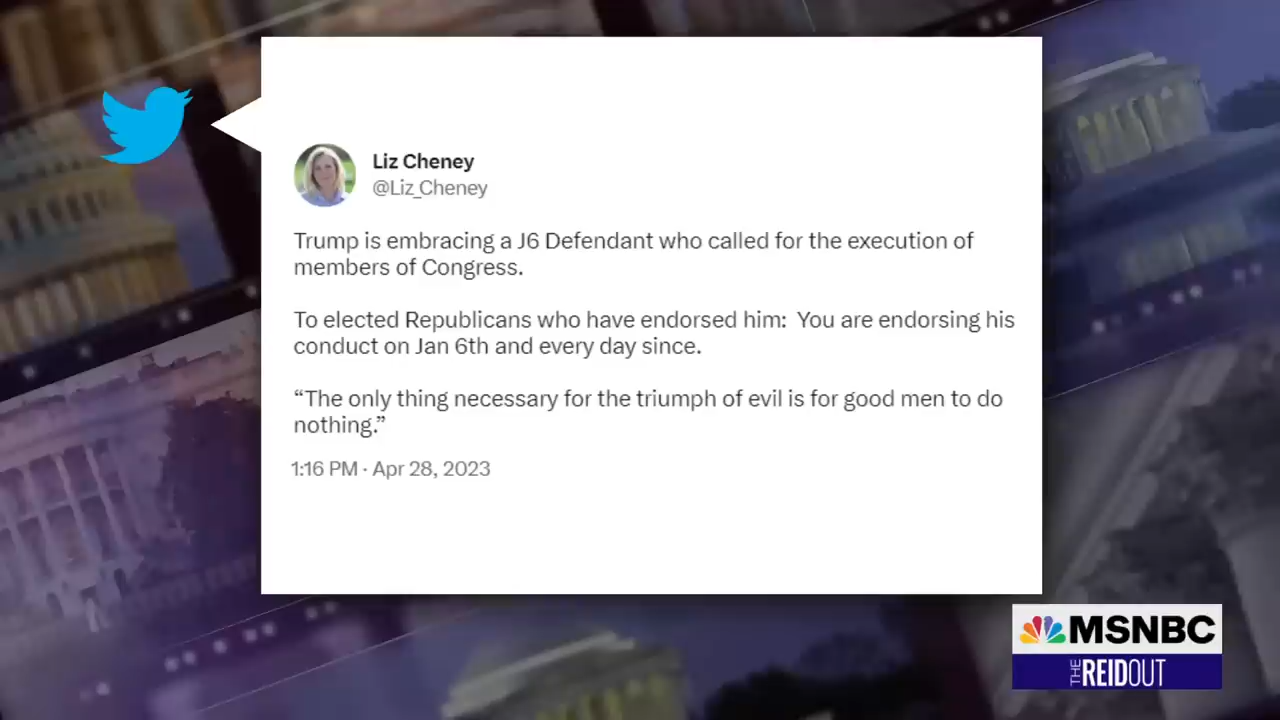 Liz Cheney
@Liz_Cheney
Trump is embracing a J6 Defendant who called for the execution of
members of Congress.
To elected Republicans who have endorsed him:  You are endorsing his
conduct on Jan 6th and every day since.
“The only thing necessary for the triumph of evil is for good men to do
nothing.”
1:16 PM · Apr 28, 2023
MSNBC
THE REIDOUT